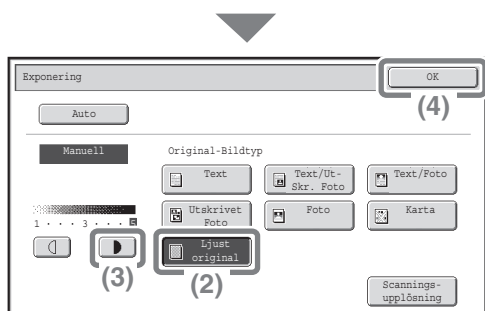 Exponering
OK
(4)
Auto
Manuell
Original-Bildtyp
Text
Text/Ut-
Skr. Foto
Text/Foto
Utskrivet
Foto
Foto
Karta
1 · · · 3 · · · 5
Ljust
original
(3)
(2)
Scannings-
upplösning